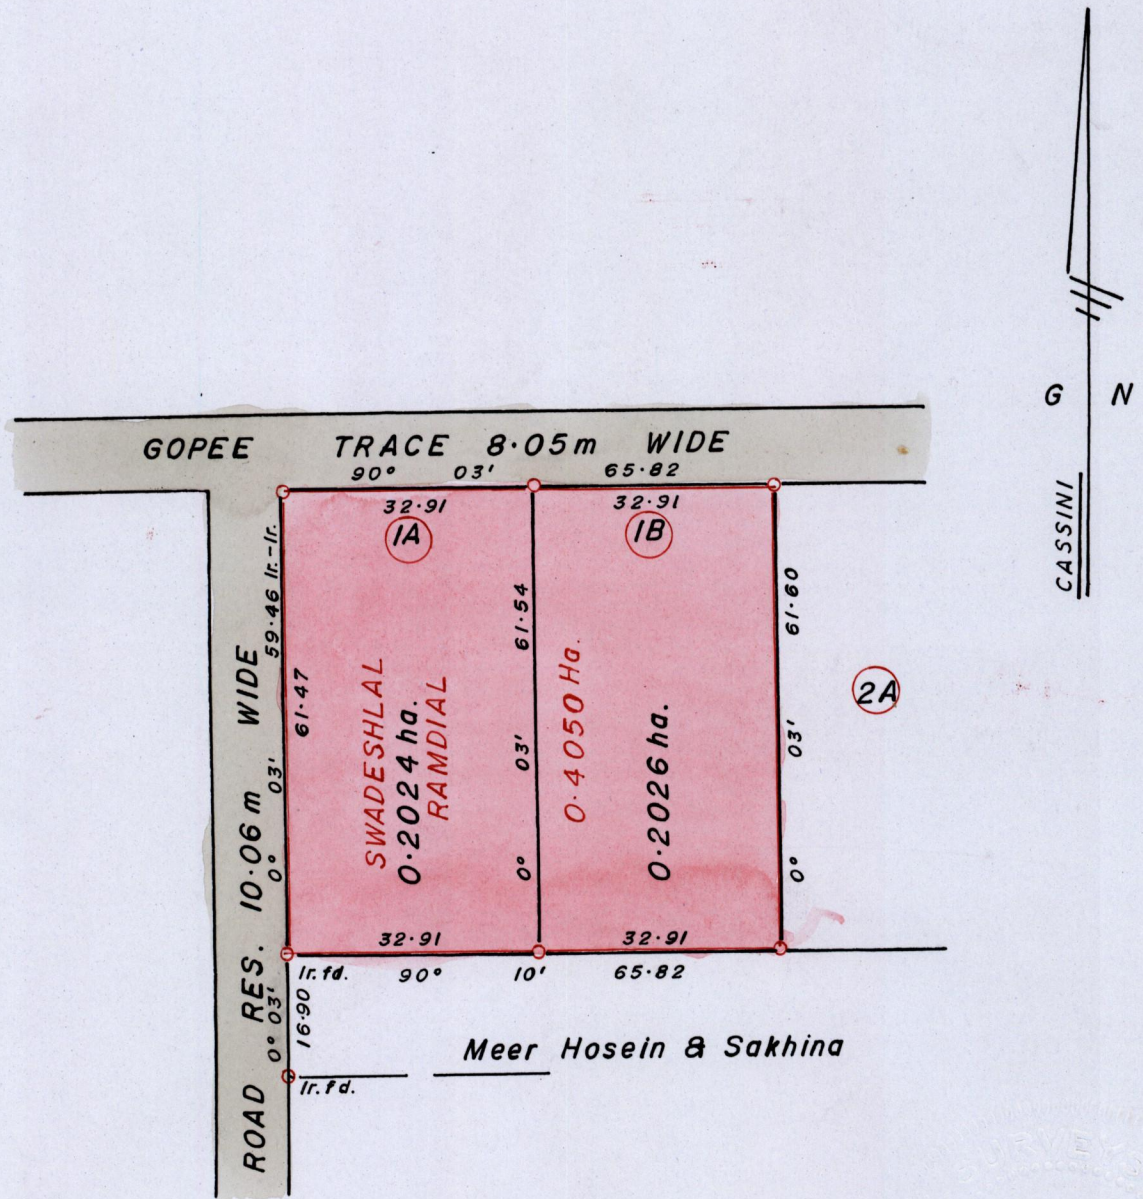 G N
CASSINI
GOPEE TRACE 8·05m WIDE
90° 03' 65·82
32·91 32·91
1A 1B
59·46 Ir.-Ir.
61·47
61·54
0° 03'
61·60
0° 03'
2A
SWADESHLAL
0·2024 ha.
RAMDIAL
0·4050 Ha.
0·2026 ha.
ROAD RES. 10·06 m WIDE
0° 03'
32·91 32·91
Ir. fd. 90° 10' 65·82
0° 03'
16·90
Meer Hosein & Sakhina
Ir. fd.